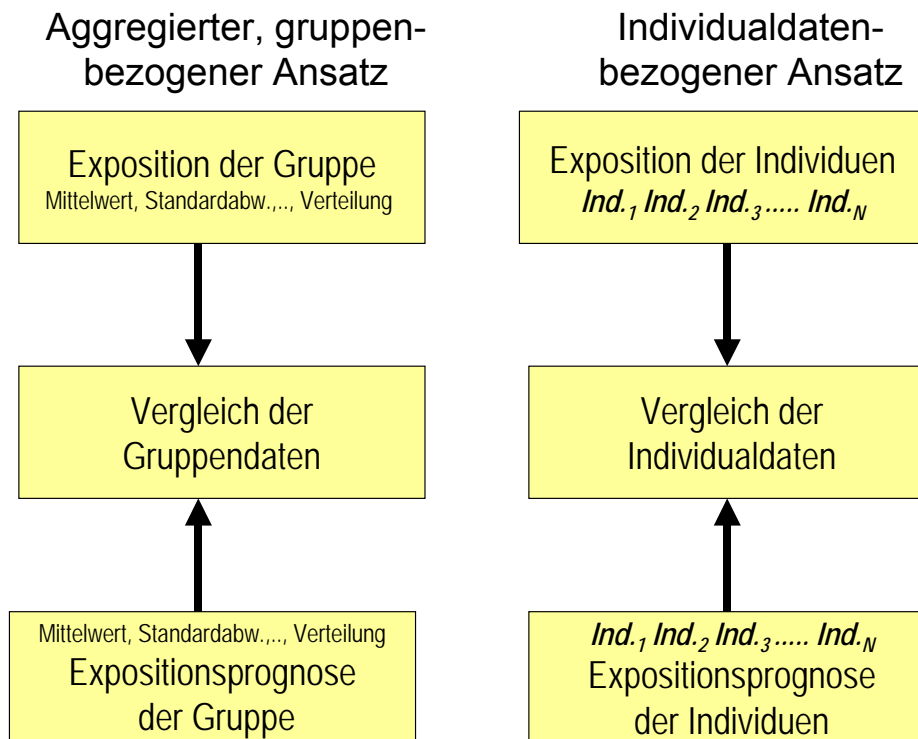 Aggregierter, gruppen-
bezogener Ansatz
Exposition der Gruppe
Mittelwert, Standardabw.,.., Verteilung
Vergleich der
Gruppendaten
Mittelwert, Standardabw.,.., Verteilung
Expositionsprognose
der Gruppe
Individualdaten-
bezogener Ansatz
Exposition der Individuen
Ind.1 Ind.2 Ind.3 ..... Ind.N
Vergleich der
Individualdaten
Ind.1 Ind.2 Ind.3 ..... Ind.N
Expositionsprognose
der Individuen